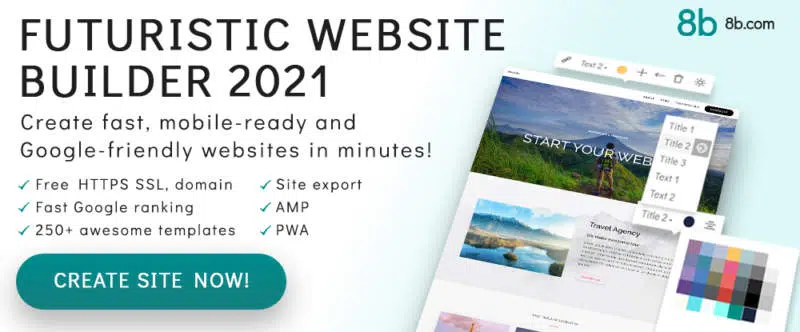 FUTURISTIC WEBSITE
BUILDER 2021
Create fast, mobile-ready and
Google-friendly websites in minutes!
✓ Free HTTPS SSL, domain
✓ Fast Google ranking
✓ 250+ awesome templates
✓ Site export
✓ AMP
✓ PWA
CREATE SITE NOW!
8b 8b.com
Text 2
START YOUR WEB
Title 1
Title 2
Title 3
Text 1
Text 2
Title 2
Travel Agency